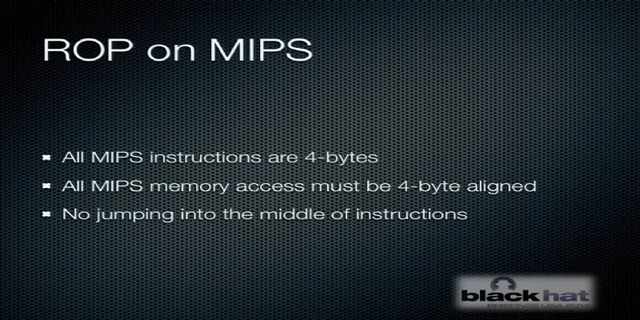 ROP on MIPS
All MIPS instructions are 4-bytes
All MIPS memory access must be 4-byte aligned
No jumping into the middle of instructions
black hat